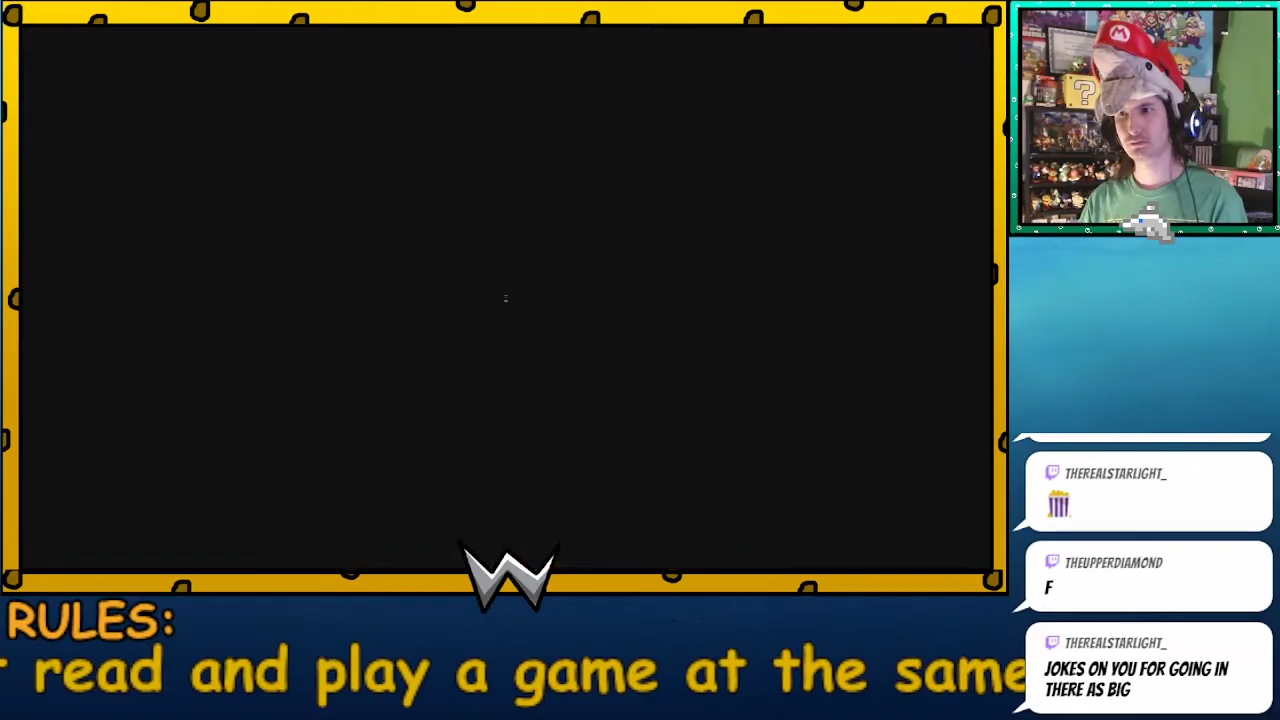 M
?
THEREALSTARLIGHT_
THEUPPERDIAMOND
F
THEREALSTARLIGHT_
JOKES ON YOU FOR GOING IN
THERE AS BIG
W
RULES:
read and play a game at the same